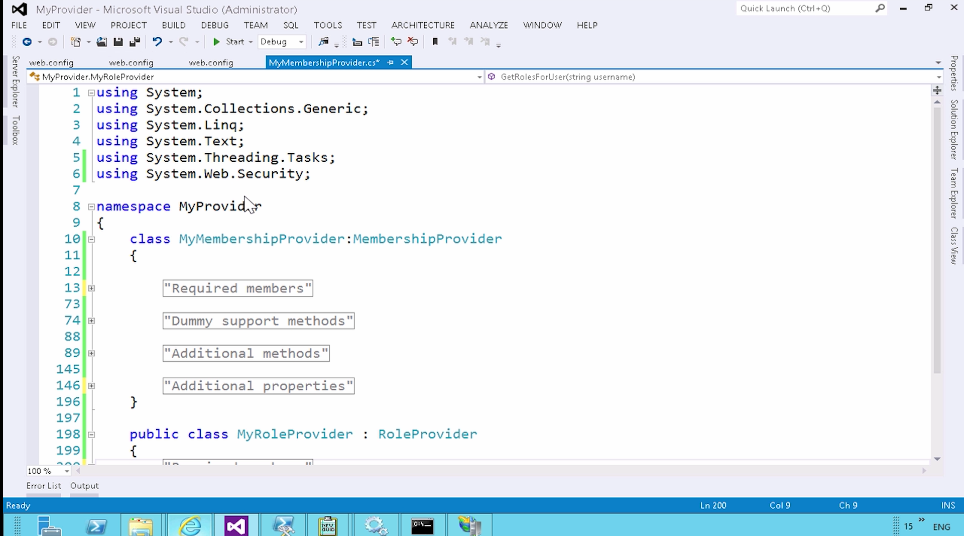 MyProvider - Microsoft Visual Studio (Administrator)
Quick Launch (Ctrl+Q)
FILE EDIT VIEW PROJECT BUILD DEBUG TEAM SQL TOOLS TEST ARCHITECTURE ANALYZE WINDOW HELP
Start Debug
web.config web.config web.config MyMembershipProvider.cs*
MyProvider.MyRoleProvider GetRolesForUser(string username)
Server Explorer
Toolbox
Properties
Solution Explorer
Team Explorer
Class View
1 using System;
2 using System.Collections.Generic;
3 using System.Linq;
4 using System.Text;
5 using System.Threading.Tasks;
6 using System.Web.Security;
7
8 namespace MyProvider
9 {
10 class MyMembershipProvider:MembershipProvider
11 {
12
13 "Required members"
73
74 "Dummy support methods"
88
89 "Additional methods"
145
146 "Additional properties"
196 }
197
198 public class MyRoleProvider : RoleProvider
199 {
100 %
Error List Output
Ready Ln 200 Col 9 Ch 9 INS
15 ENG